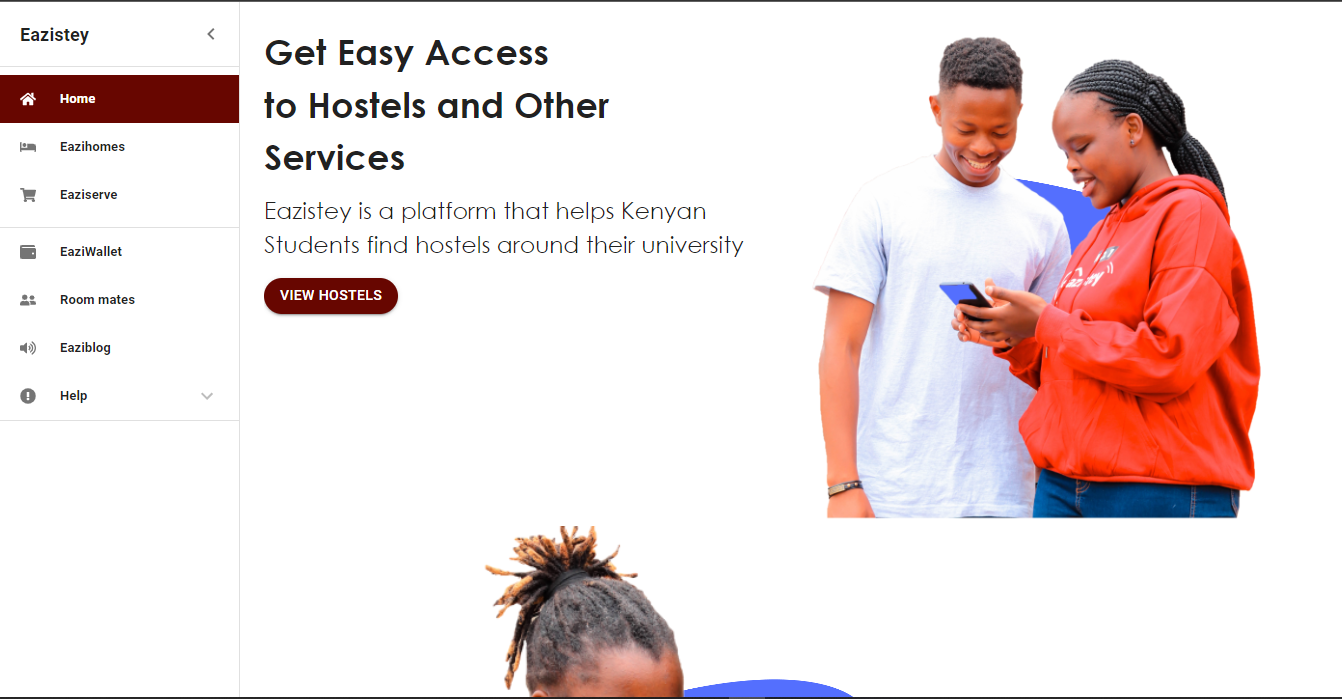 Eazistey
Home
Eazihomes
Eaziserve
EaziWallet
Room mates
Eaziblog
Help
Get Easy Access
to Hostels and Other
Services
Eazistey is a platform that helps Kenyan
Students find hostels around their university
VIEW HOSTELS